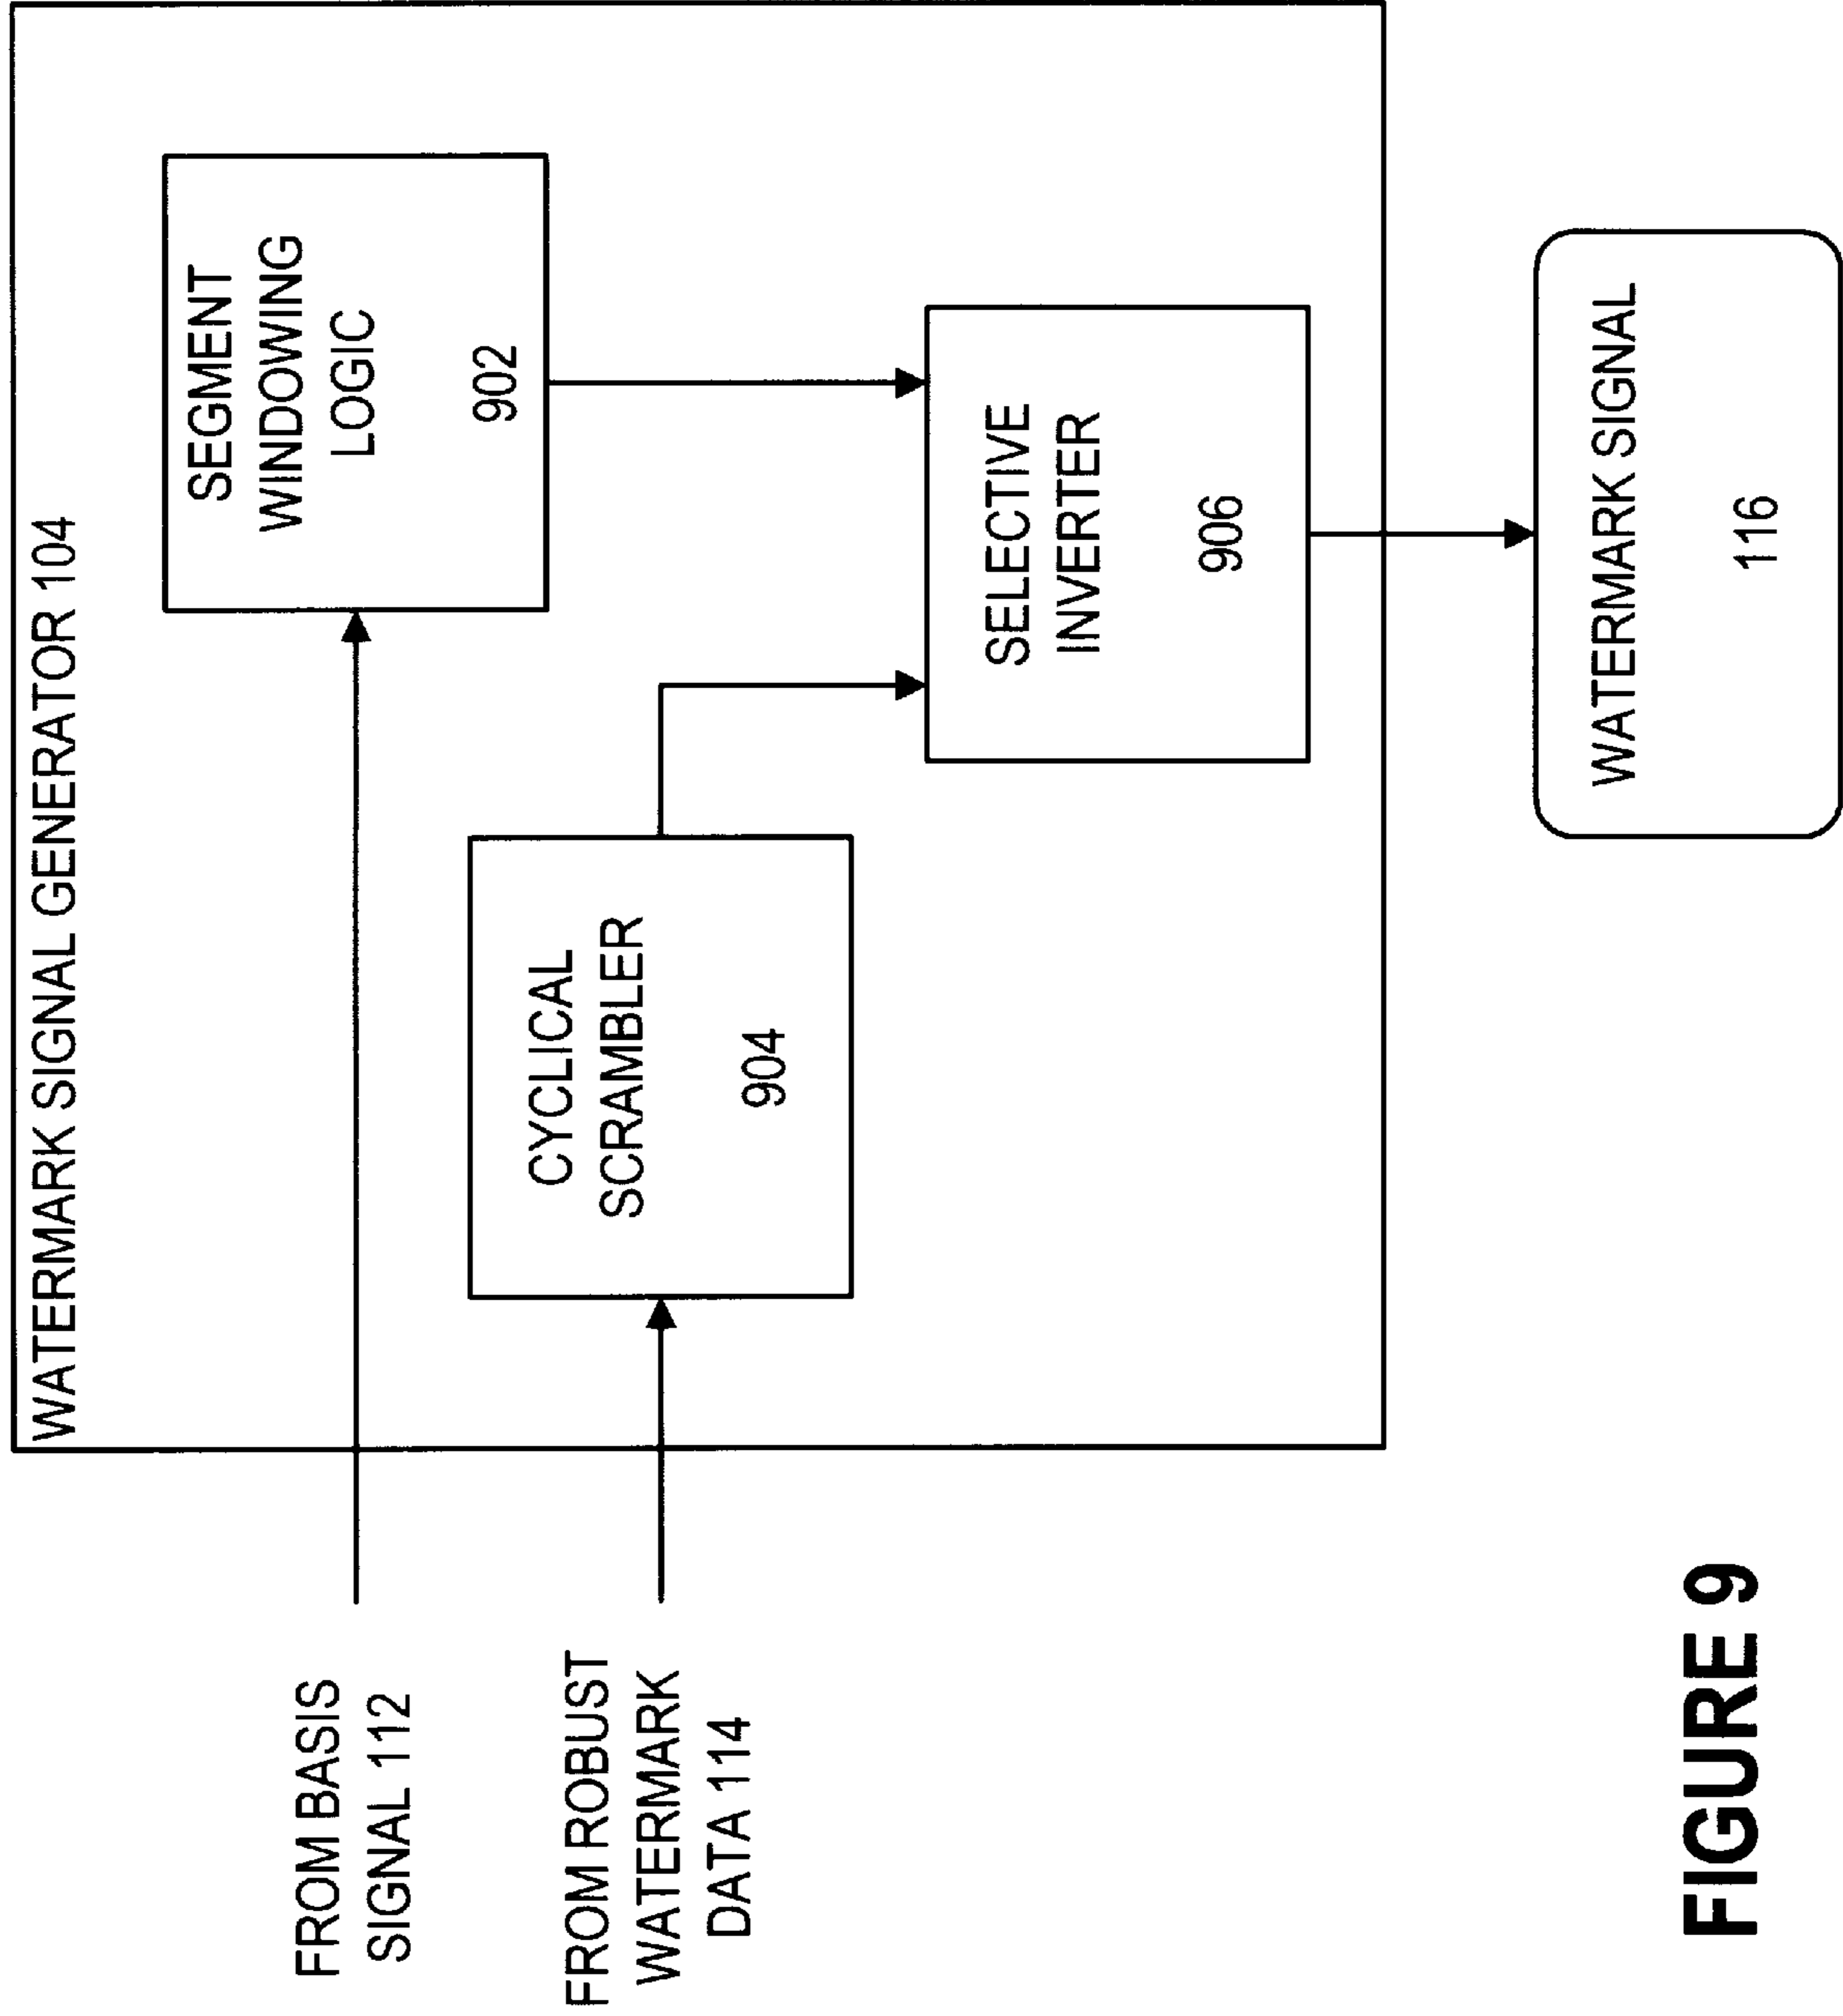 WATERMARK SIGNAL GENERATOR 104
SEGMENT
WINDOWING
LOGIC
902
FROM BASIS
SIGNAL 112
CYCLICAL
SCRAMBLER
904
FROM ROBUST
WATERMARK
DATA 114
SELECTIVE
INVERTER
906
WATERMARK SIGNAL
116
FIGURE 9